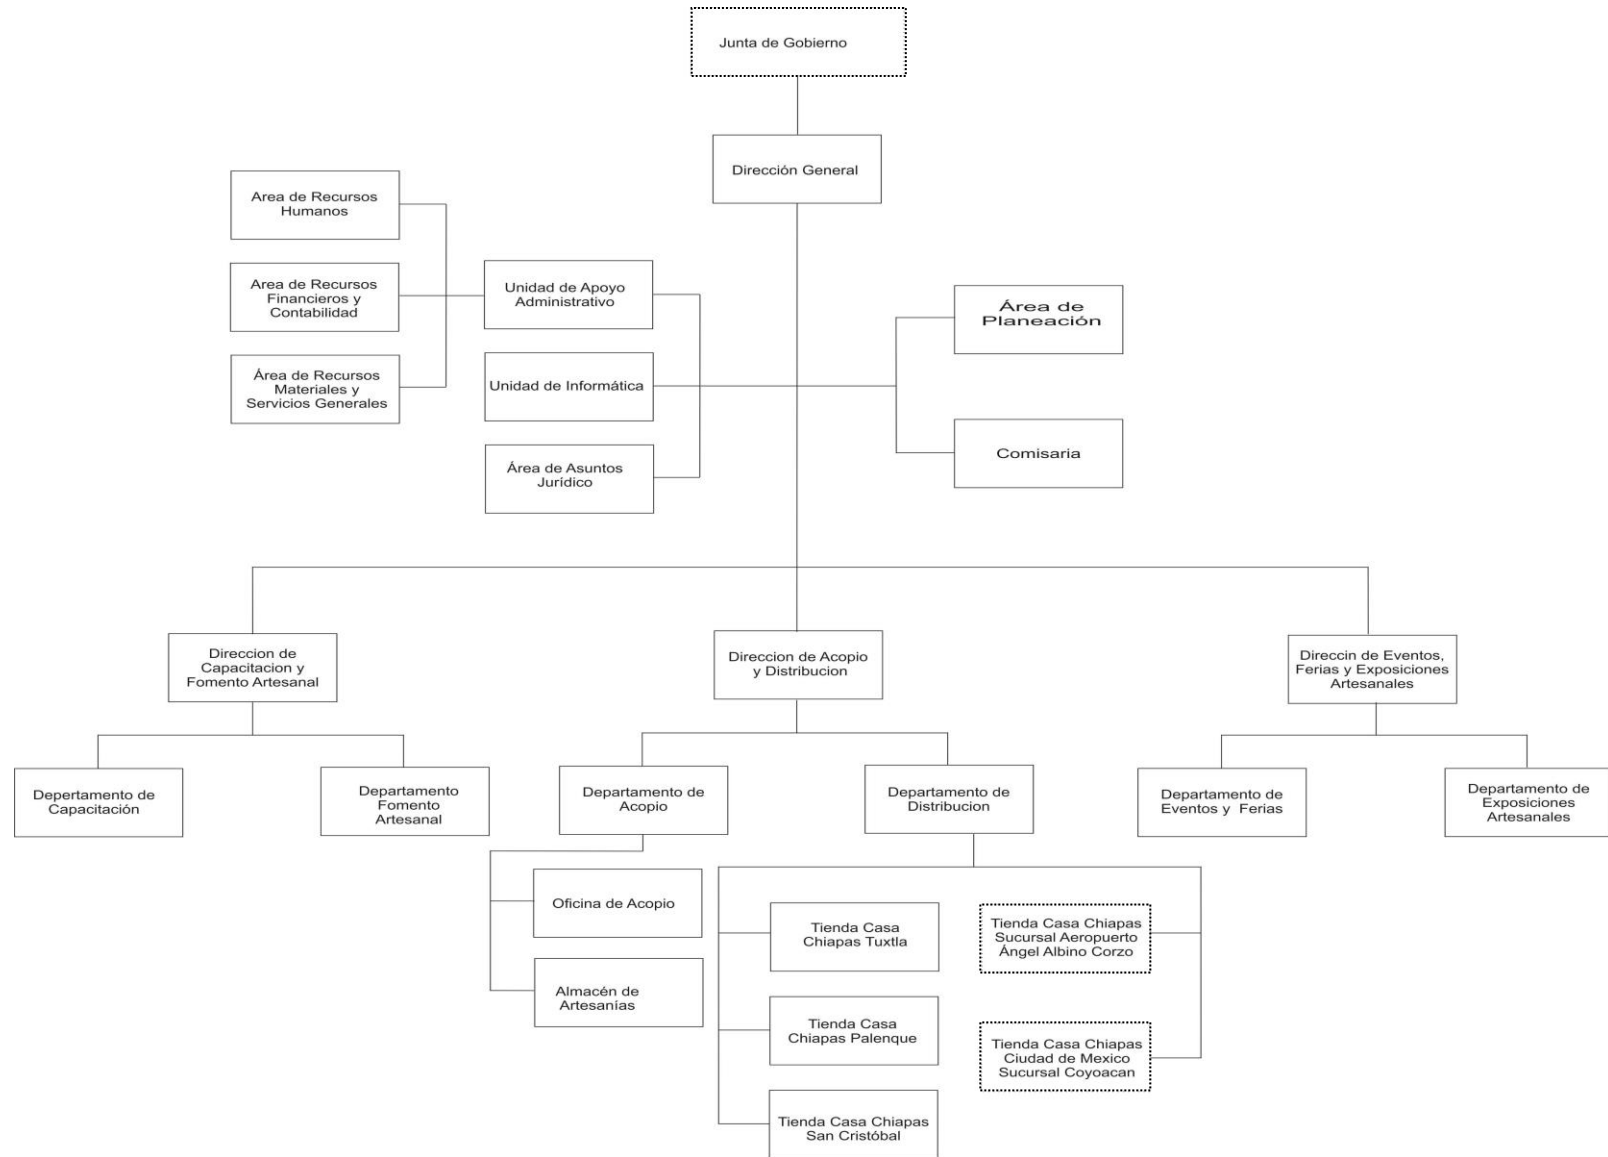 Junta de Gobierno
Dirección General
Area de Recursos
Humanos
Area de Recursos
Financieros y
Contabilidad
Área de Recursos
Materiales y
Servicios Generales
Unidad de Apoyo
Administrativo
Unidad de Informática
Área de Asuntos
Jurídico
Área de
Planeación
Comisaria
Direccion de
Capacitacion y
Fomento Artesanal
Direccion de Acopio
y Distribucion
Direccin de Eventos,
Ferias y Exposiciones
Artesanales
Depertamento de
Capacitación
Departamento
Fomento
Artesanal
Departamento de
Acopio
Departamento de
Distribucion
Departamento de
Eventos y Ferias
Departamento de
Exposiciones
Artesanales
Oficina de Acopio
Almacén de
Artesanías
Tienda Casa
Chiapas Tuxtla
Tienda Casa
Chiapas Palenque
Tienda Casa Chiapas
San Cristóbal
Tienda Casa Chiapas
Sucursal Aeropuerto
Ángel Albino Corzo
Tienda Casa Chiapas
Ciudad de Mexico
Sucursal Coyoacan